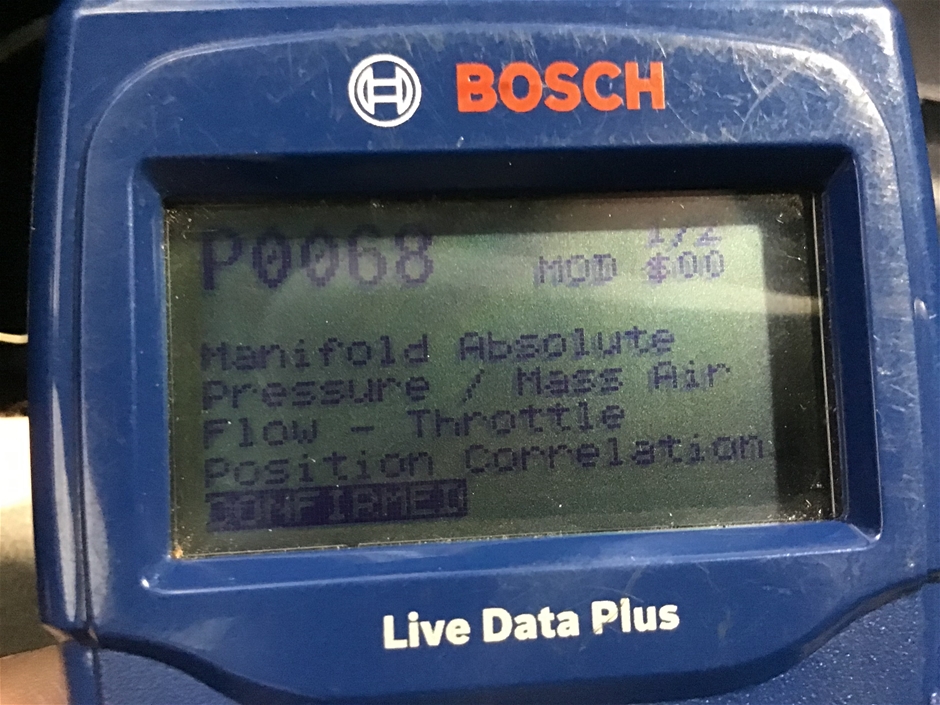 BOSCH
P0068
1/2
MOD $00
Manifold Absolute
Pressure / Mass Air
Flow - Throttle
Position Correlation
CONFIRMED
Live Data Plus